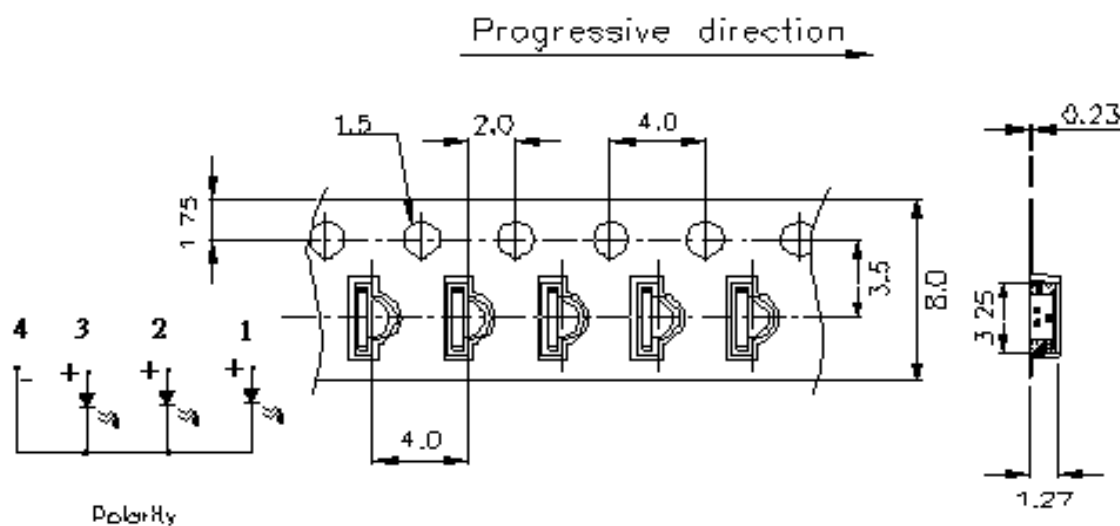 Progressive direction
1.5
2.0
4.0
0.23
1.75
3.5
8.0
3.25
4 3 2 1
- + + +
4.0
1.27
Polarity